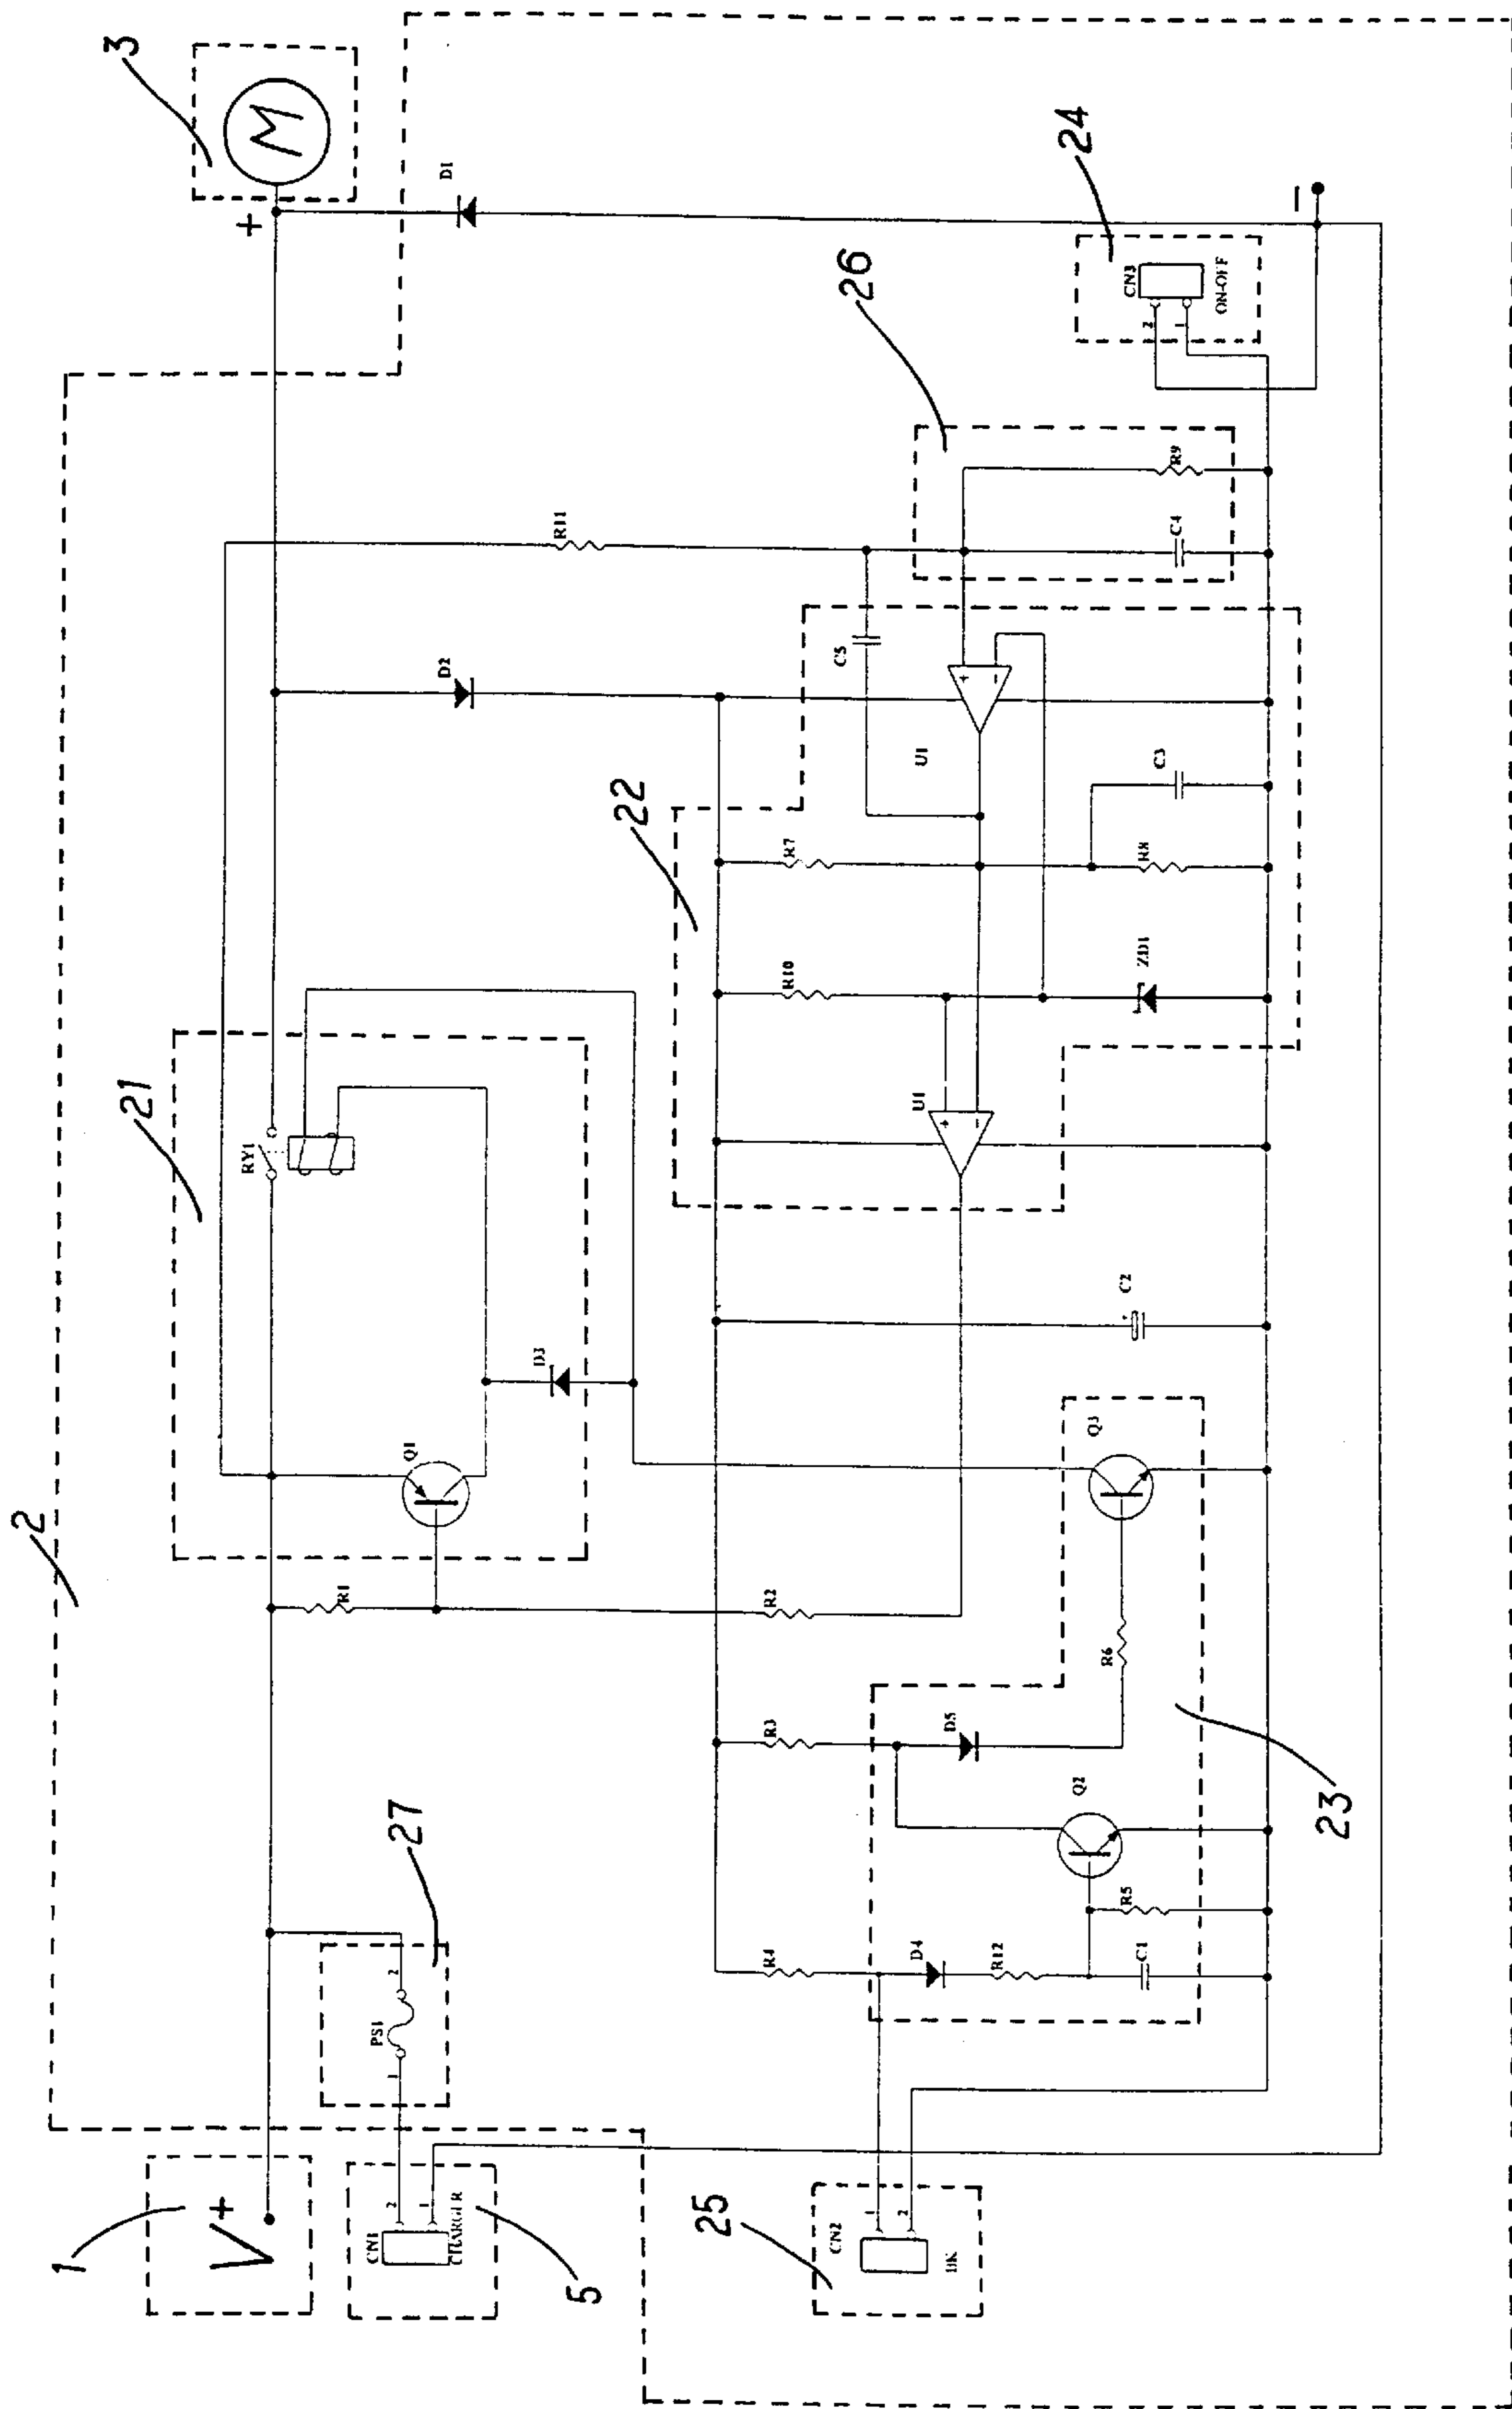 3
M
+
D1
−
24
CN3
2
1
ON-OFF
26
R9
C4
R11
C5
D2
+
−
U1
22
C3
R7
R8
R10
ZD1
21
RY1
U1
+
−
C2
D3
Q1
Q3
2
R1
R2
R6
R3
D5
Q2
23
27
2
PS1
1
R4
D4
R12
R5
C1
1
V+
CN1
2
1
CHARGER
5
25
CN2
1
2